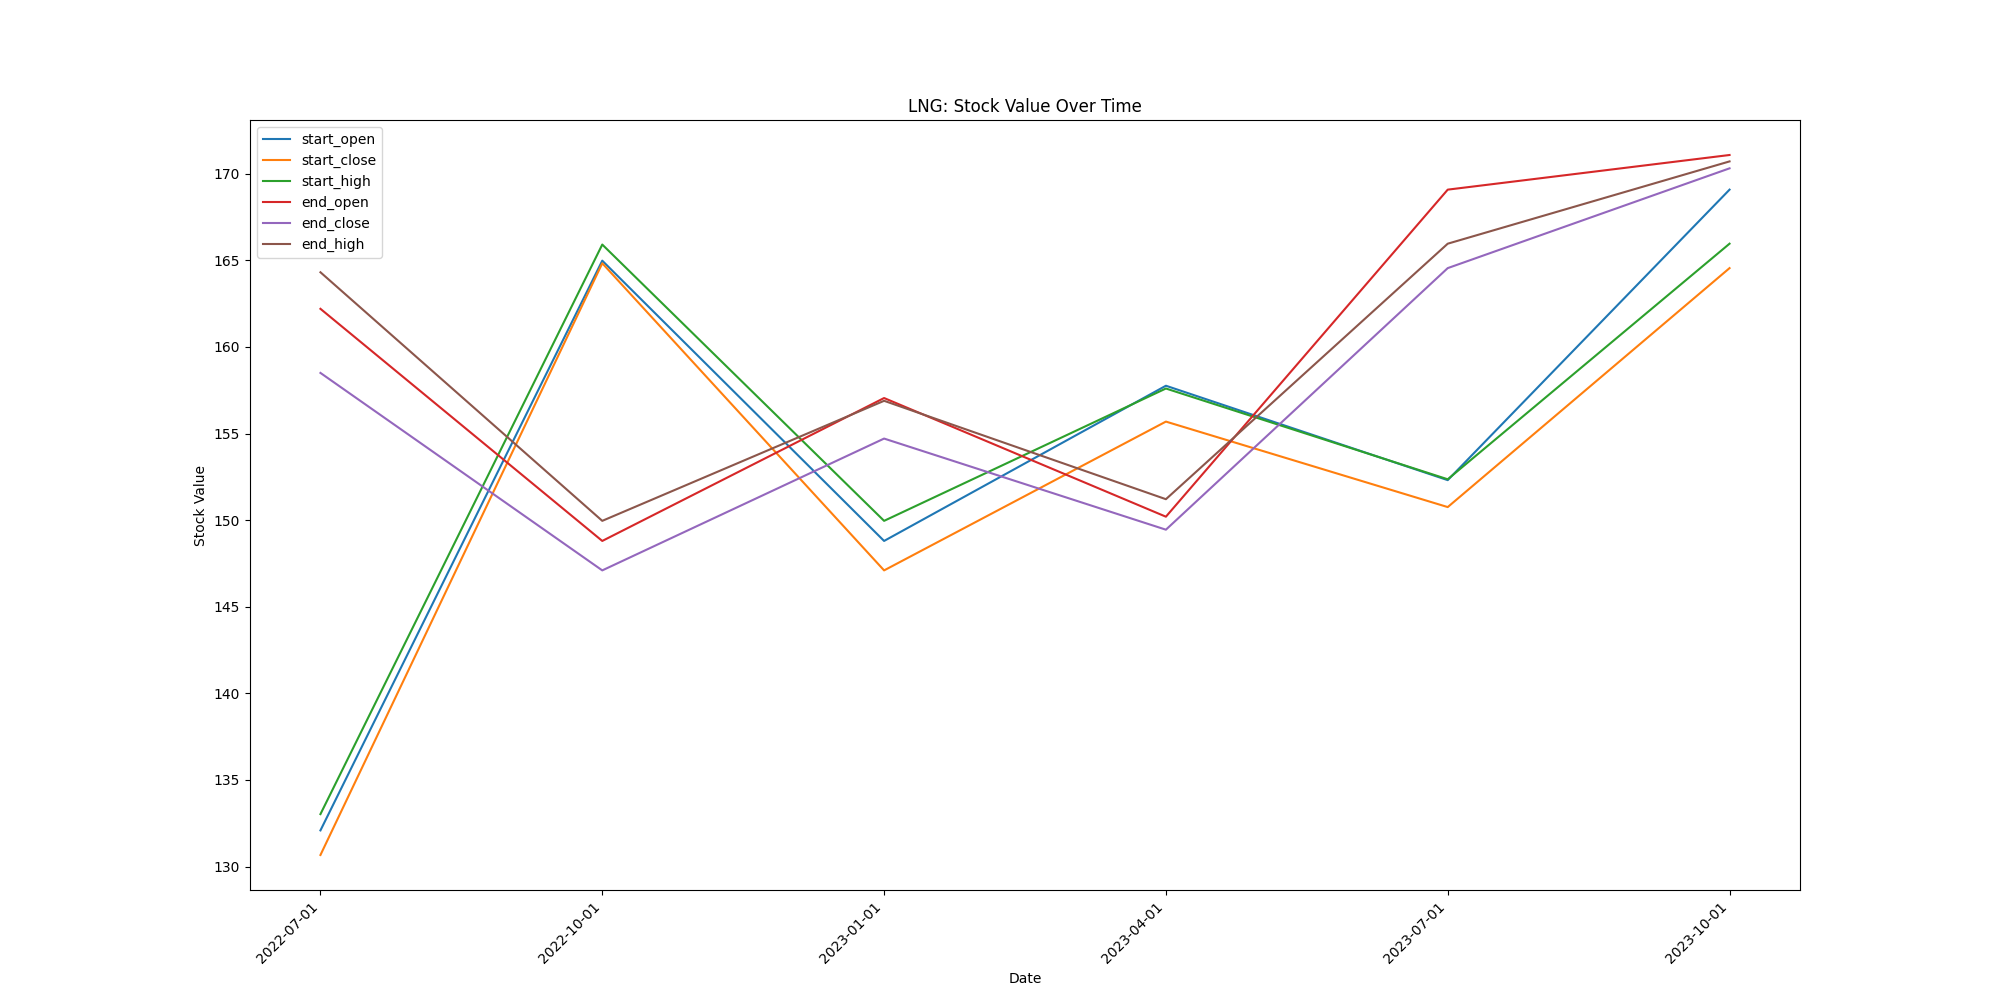 LNG: Stock Value Over Time
start_open
start_close
start_high
end_open
end_close
end_high
170
165
160
155
150
145
140
135
130
Stock Value
2022-07-01
2022-10-01
2023-01-01
2023-04-01
2023-07-01
2023-10-01
Date